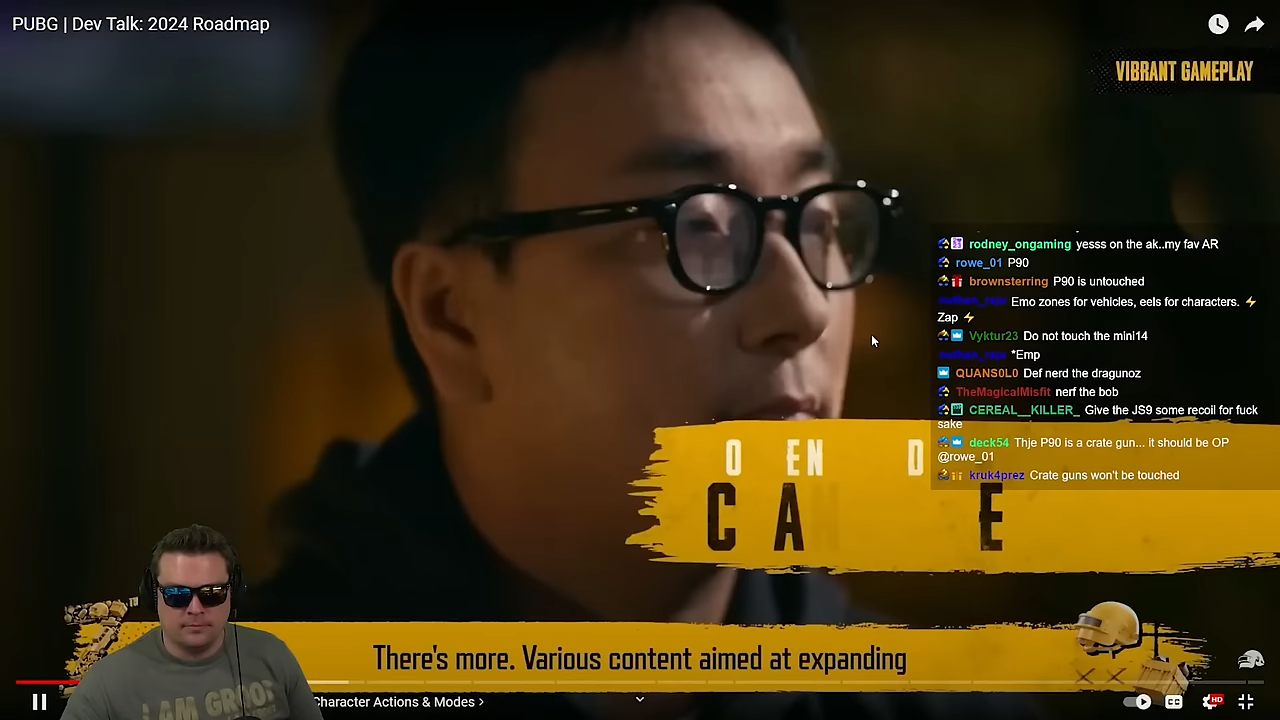 PUBG | Dev Talk: 2024 Roadmap
VIBRANT GAMEPLAY
rodney_ongaming yesss on the ak..my fav AR
rowe_01 P90
brownsterring P90 is untouched
Emo zones for vehicles, eels for characters. ⚡
Zap ⚡
Vyktur23 Do not touch the mini14
*Emp
QUANS0L0 Def nerd the dragunoz
TheMagicalMisfit nerf the bob
CEREAL__KILLER_ Give the JS9 some recoil for fuck
sake
deck54 Thje P90 is a crate gun... it should be OP
@rowe_01
kruk4prez Crate guns won't be touched
O EN D
C A E
I AM GROOT
There's more. Various content aimed at expanding
Character Actions & Modes >
CC
HD